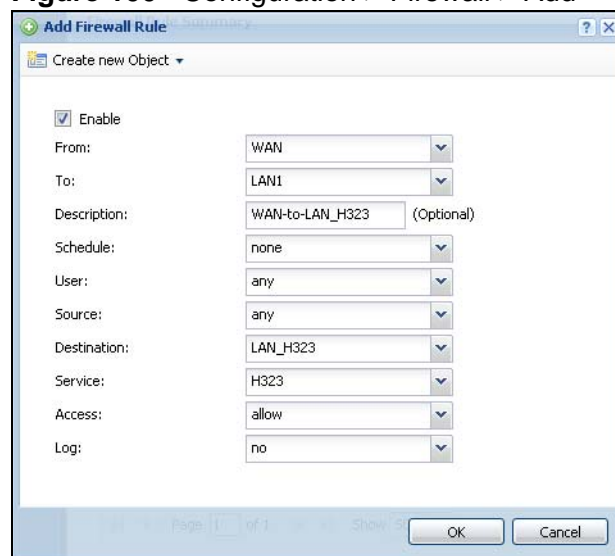 Configuration > Firewall > Add
Add Firewall Rule
Create new Object
Enable
From: WAN
To: LAN1
Description: WAN-to-LAN_H323 (Optional)
Schedule: none
User: any
Source: any
Destination: LAN_H323
Service: H323
Access: allow
Log: no
Page 1 of 1 Show
OK Cancel